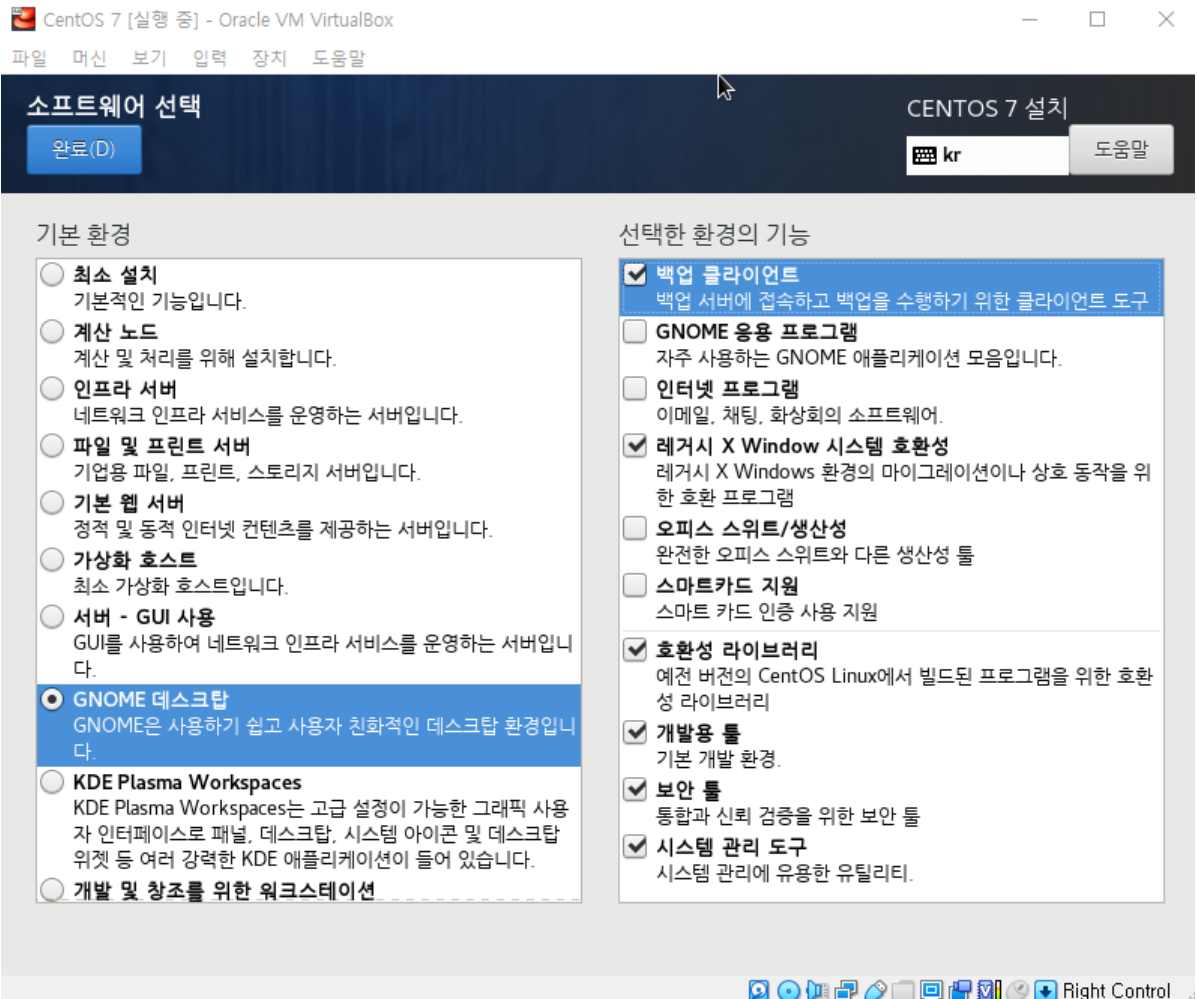 CentOS 7 [실행 중] - Oracle VM VirtualBox
파일 머신 보기 입력 장치 도움말
소프트웨어 선택
CENTOS 7 설치
완료(D)
kr
도움말
기본 환경
최소 설치
기본적인 기능입니다.
계산 노드
계산 및 처리를 위해 설치합니다.
인프라 서버
네트워크 인프라 서비스를 운영하는 서버입니다.
파일 및 프린트 서버
기업용 파일, 프린트, 스토리지 서버입니다.
기본 웹 서버
정적 및 동적 인터넷 컨텐츠를 제공하는 서버입니다.
가상화 호스트
최소 가상화 호스트입니다.
서버 - GUI 사용
GUI를 사용하여 네트워크 인프라 서비스를 운영하는 서버입니
다.
GNOME 데스크탑
GNOME은 사용하기 쉽고 사용자 친화적인 데스크탑 환경입니
다.
KDE Plasma Workspaces
KDE Plasma Workspaces는 고급 설정이 가능한 그래픽 사용
자 인터페이스로 패널, 데스크탑, 시스템 아이콘 및 데스크탑
위젯 등 여러 강력한 KDE 애플리케이션이 들어 있습니다.
개발 및 창조를 위한 워크스테이션
선택한 환경의 기능
백업 클라이언트
백업 서버에 접속하고 백업을 수행하기 위한 클라이언트 도구
GNOME 응용 프로그램
자주 사용하는 GNOME 애플리케이션 모음입니다.
인터넷 프로그램
이메일, 채팅, 화상회의 소프트웨어.
레거시 X Window 시스템 호환성
레거시 X Windows 환경의 마이그레이션이나 상호 동작을 위
한 호환 프로그램
오피스 스위트/생산성
완전한 오피스 스위트와 다른 생산성 툴
스마트카드 지원
스마트 카드 인증 사용 지원
호환성 라이브러리
예전 버전의 CentOS Linux에서 빌드된 프로그램을 위한 호환
성 라이브러리
개발용 툴
기본 개발 환경.
보안 툴
통합과 신뢰 검증을 위한 보안 툴
시스템 관리 도구
시스템 관리에 유용한 유틸리티.
Right Control